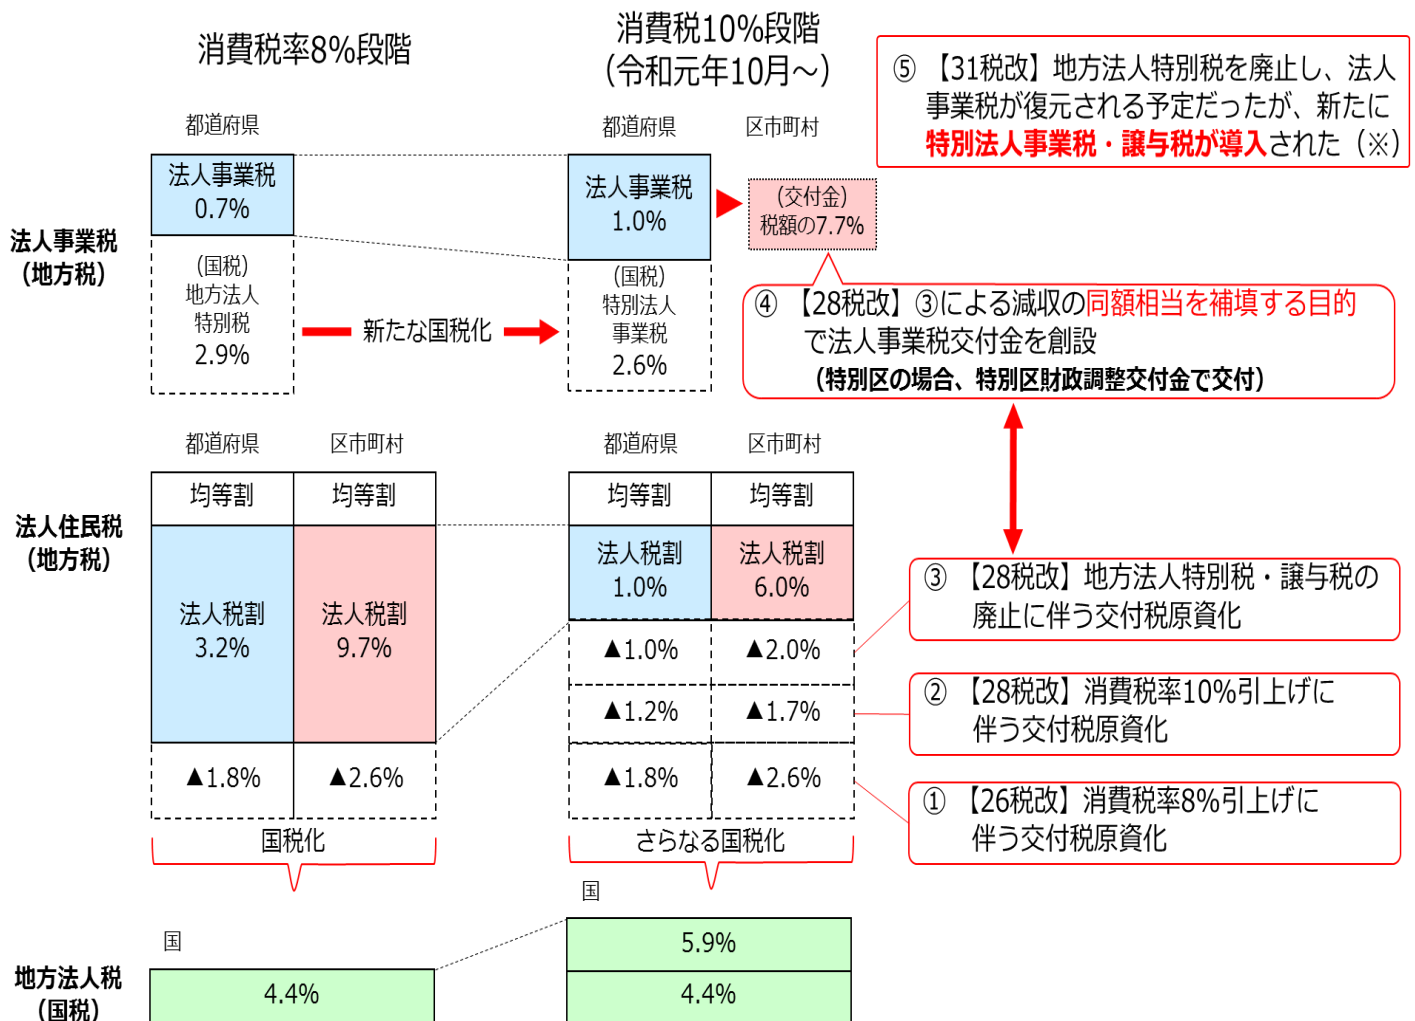 消費税率8%段階
消費税10%段階
（令和元年10月～）
⑤ 【31税改】地方法人特別税を廃止し、法人
事業税が復元される予定だったが、新たに
特別法人事業税・譲与税が導入された（※）
都道府県
都道府県
区市町村
法人事業税
（地方税）
法人事業税
0.7%
（国税）
地方法人
特別税
2.9%
新たな国税化
法人事業税
1.0%
（国税）
特別法人
事業税
2.6%
（交付金）
税額の7.7%
④ 【28税改】③による減収の同額相当を補填する目的
で法人事業税交付金を創設
（特別区の場合、特別区財政調整交付金で交付）
都道府県
区市町村
都道府県
区市町村
法人住民税
（地方税）
均等割
均等割
均等割
均等割
法人税割
3.2%
法人税割
9.7%
法人税割
1.0%
法人税割
6.0%
▲1.0%
▲2.0%
▲1.2%
▲1.7%
▲1.8%
▲2.6%
▲1.8%
▲2.6%
③ 【28税改】地方法人特別税・譲与税の
廃止に伴う交付税原資化
② 【28税改】消費税率10%引上げに
伴う交付税原資化
① 【26税改】消費税率8%引上げに
伴う交付税原資化
国税化
さらなる国税化
国
国
地方法人税
（国税）
4.4%
5.9%
4.4%